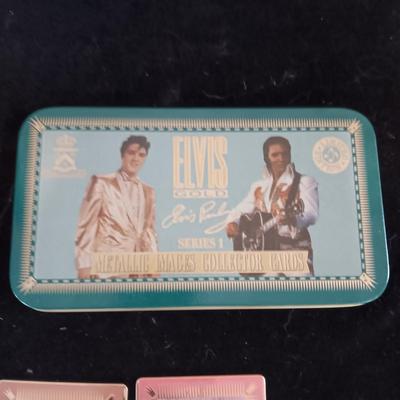 ELVIS
GOLD
Elvis Presley
SERIES 1
METALLIC IMAGES COLLECTOR CARDS